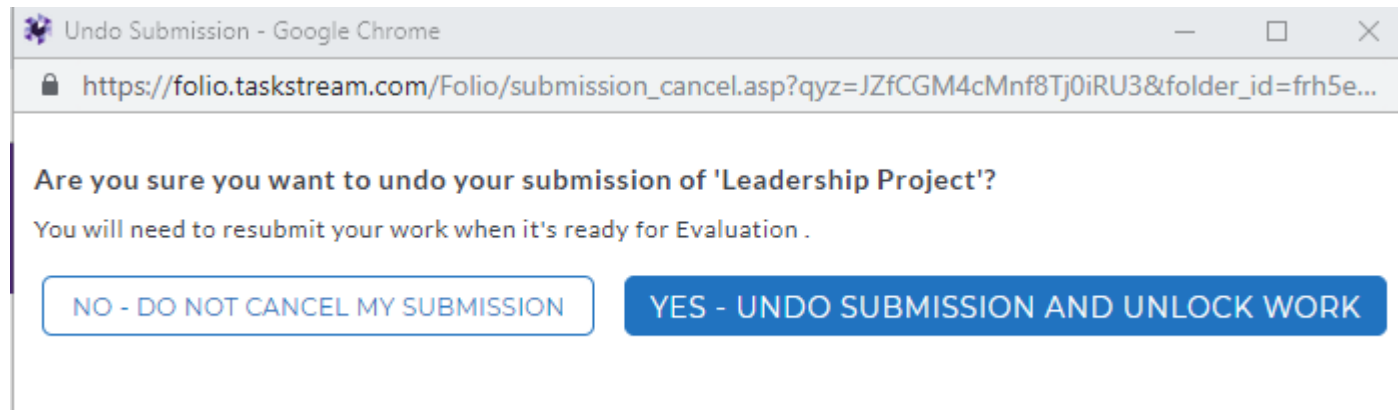 Undo Submission - Google Chrome
https://folio.taskstream.com/Folio/submission_cancel.asp?qyz=JZfCGM4cMnf8Tj0iRU3&folder_id=frh5e...
Are you sure you want to undo your submission of 'Leadership Project'?
You will need to resubmit your work when it's ready for Evaluation .
NO - DO NOT CANCEL MY SUBMISSION
YES - UNDO SUBMISSION AND UNLOCK WORK